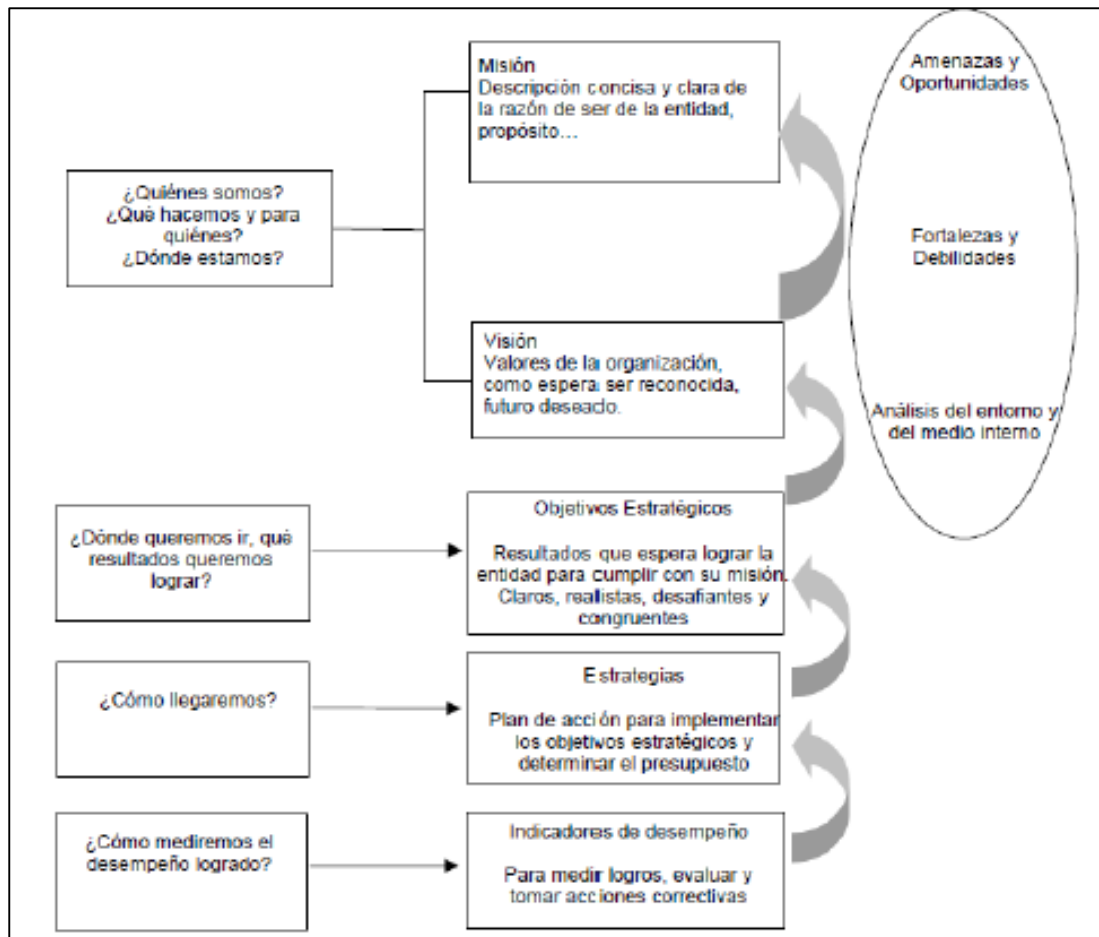 Misión
Descripción concisa y clara de
la razón de ser de la entidad,
propósito...
¿Quiénes somos?
¿Qué hacemos y para
quiénes?
¿Dónde estamos?
Visión
Valores de la organización,
como espera ser reconocida,
futuro deseado.
Amenazas y
Oportunidades
Fortalezas y
Debilidades
Análisis del entorno y
del medio interno
¿Dónde queremos ir, qué
resultados queremos
lograr?
Objetivos Estratégicos
Resultados que espera lograr la
entidad para cumplir con su misión.
Claros, realistas, desafiantes y
congruentes
¿Cómo llegaremos?
Estrategias
Plan de acción para implementar
los objetivos estratégicos y
determinar el presupuesto
¿Cómo mediremos el
desempeño logrado?
Indicadores de desempeño
Para medir logros, evaluar y
tomar acciones correctivas